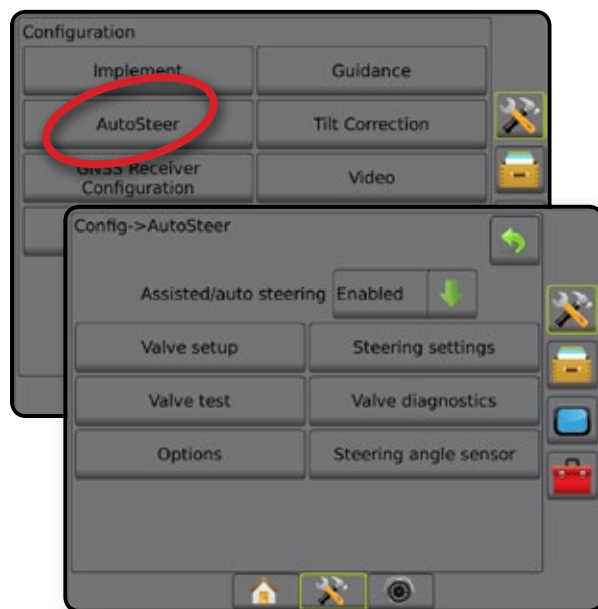 Configuration
Implement
Guidance
AutoSteer
Tilt Correction
GNSS Receiver
Configuration
Video
Config->AutoSteer
Assisted/auto steering
Enabled
Valve setup
Steering settings
Valve test
Valve diagnostics
Options
Steering angle sensor